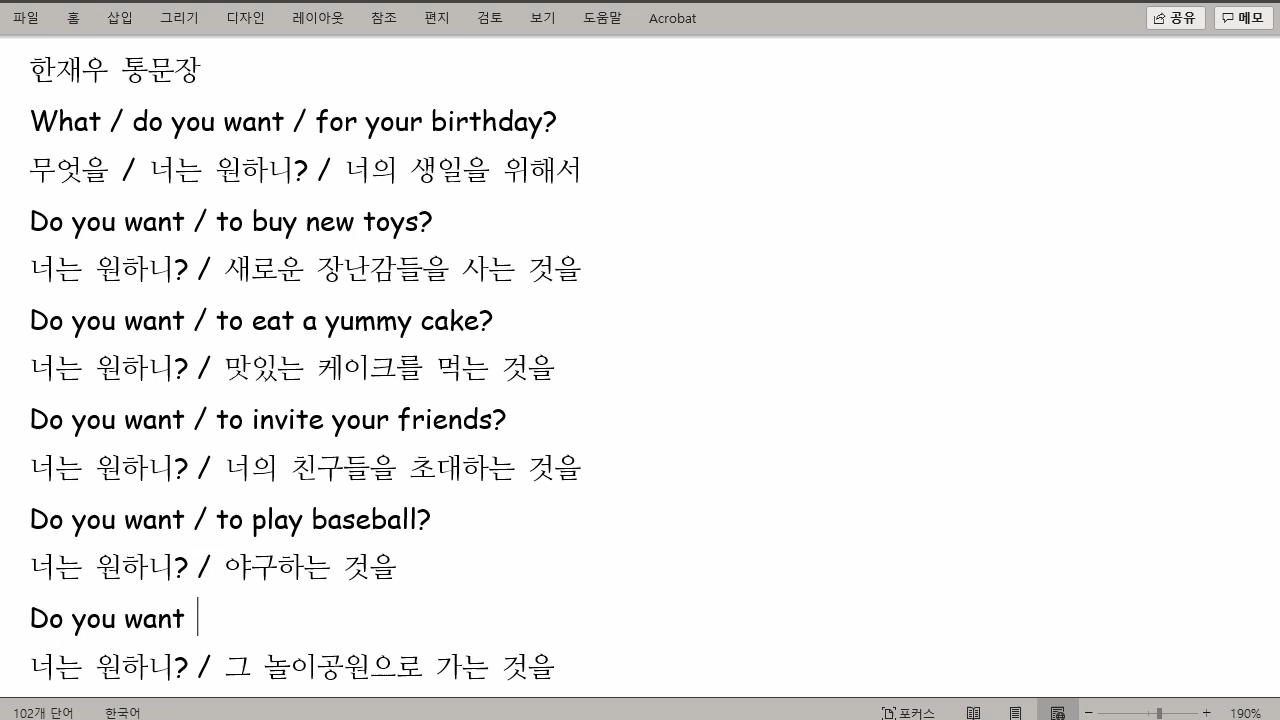 파일 홈 삽입 그리기 디자인 레이아웃 참조 편지 검토 보기 도움말 Acrobat 공유 메모
한재우 통문장
What / do you want / for your birthday?
무엇을 / 너는 원하니? / 너의 생일을 위해서
Do you want / to buy new toys?
너는 원하니? / 새로운 장난감들을 사는 것을
Do you want / to eat a yummy cake?
너는 원하니? / 맛있는 케이크를 먹는 것을
Do you want / to invite your friends?
너는 원하니? / 너의 친구들을 초대하는 것을
Do you want / to play baseball?
너는 원하니? / 야구하는 것을
Do you want
너는 원하니? / 그 놀이공원으로 가는 것을
102개 단어 한국어 포커스 190%